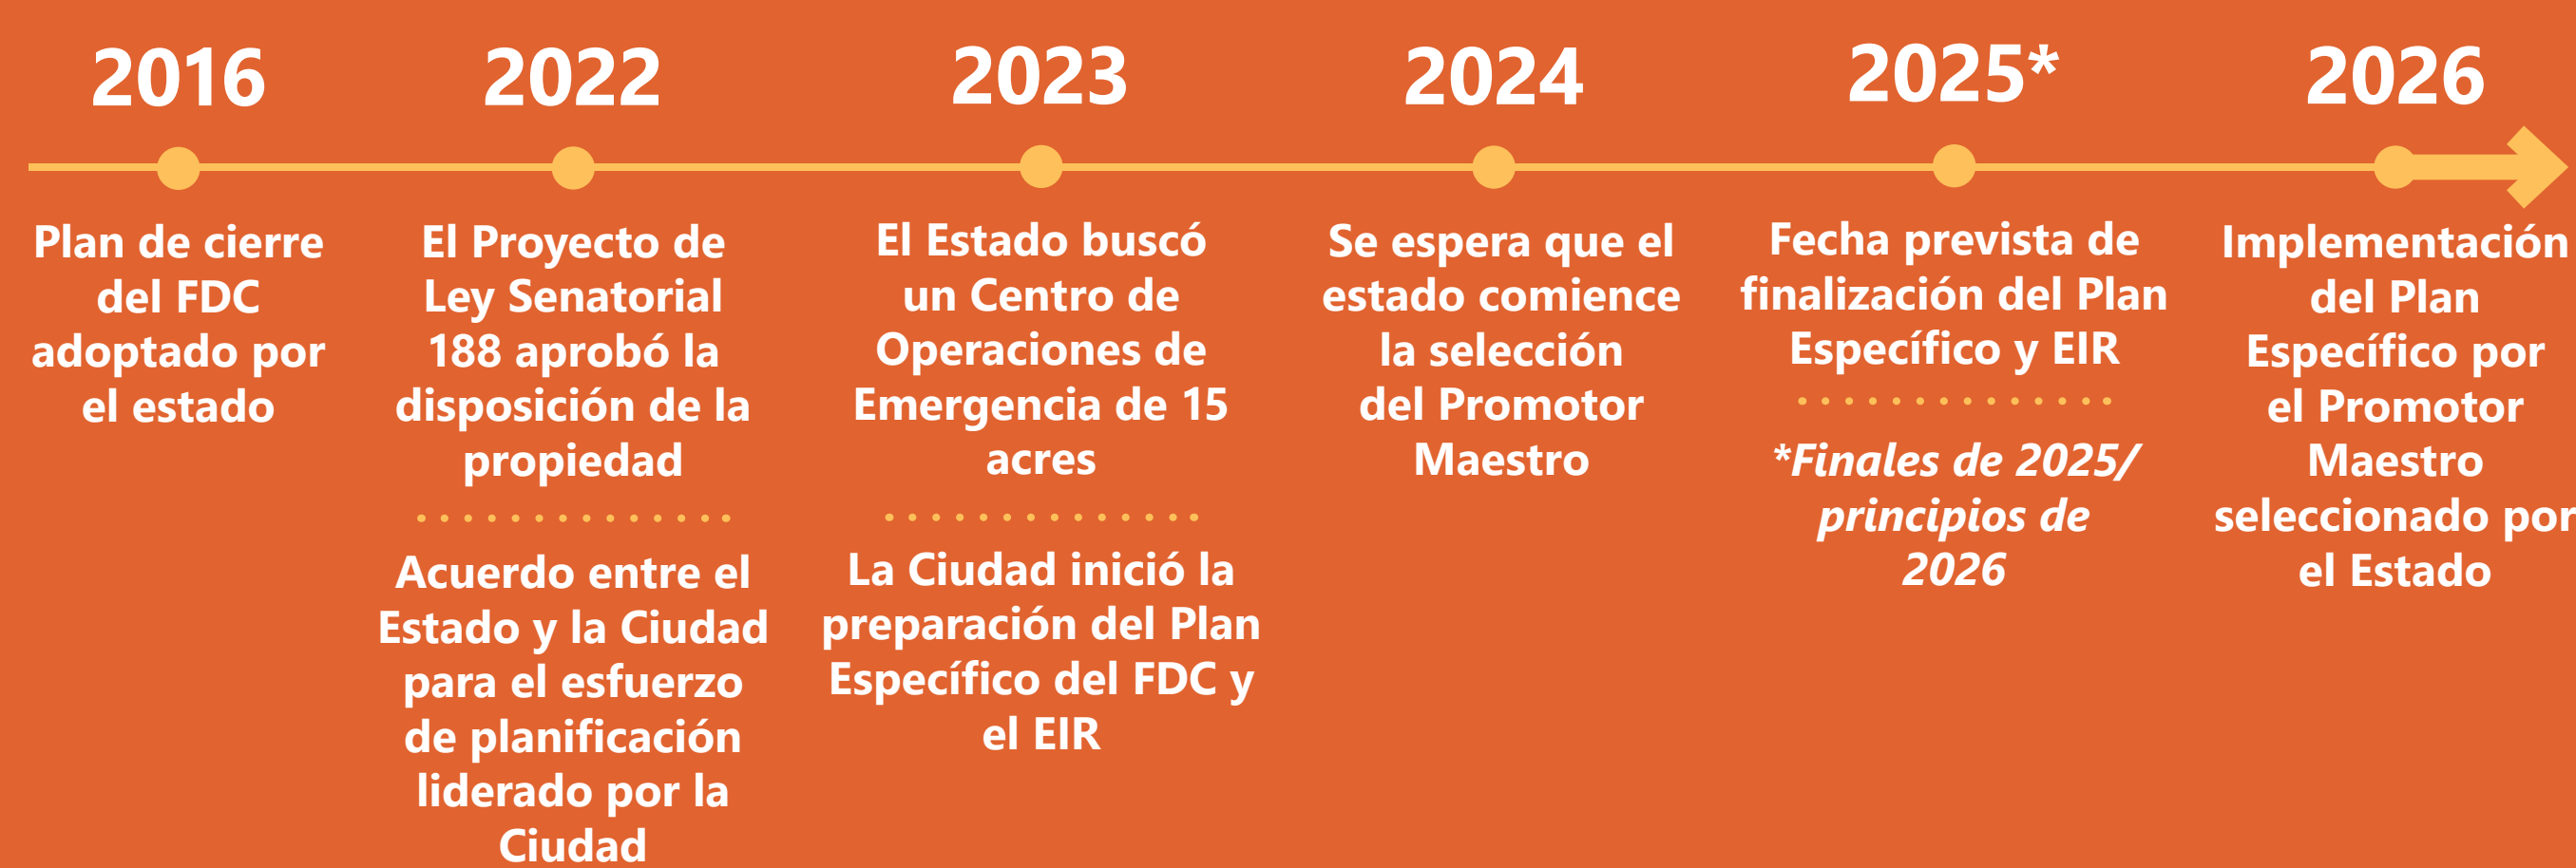 2016
Plan de cierre
del FDC
adoptado por
el estado
2022
El Proyecto de
Ley Senatorial
188 aprobó la
disposición de la
propiedad
Acuerdo entre el
Estado y la Ciudad
para el esfuerzo
de planificación
liderado por la
Ciudad
2023
El Estado buscó
un Centro de
Operaciones de
Emergencia de 15
acres
La Ciudad inició la
preparación del Plan
Específico del FDC y
el EIR
2024
Se espera que el
estado comience
la selección
del Promotor
Maestro
2025*
Fecha prevista de
finalización del Plan
Específico y EIR
*Finales de 2025/
principios de
2026
2026
Implementación
del Plan
Específico por
el Promotor
Maestro
seleccionado por
el Estado